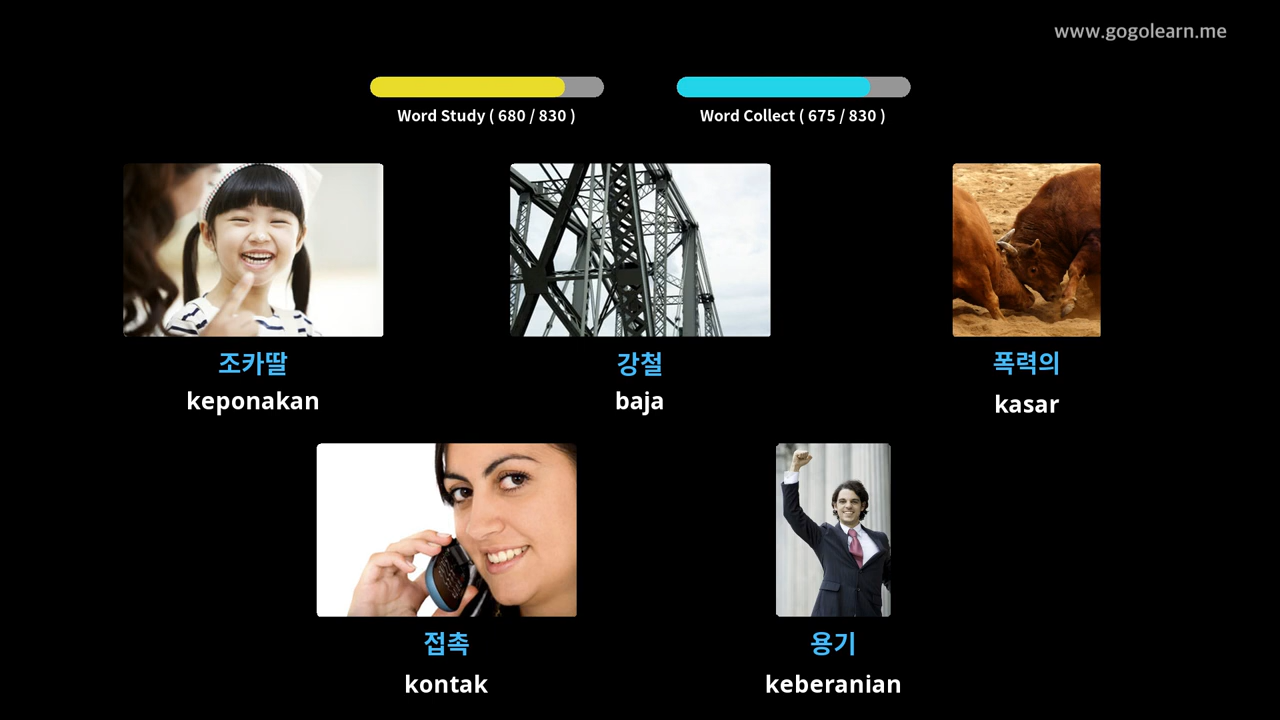 www.gogolearn.me
Word Study ( 680 / 830 )
Word Collect ( 675 / 830 )
조카딸
keponakan
강철
baja
폭력의
kasar
접촉
kontak
용기
keberanian